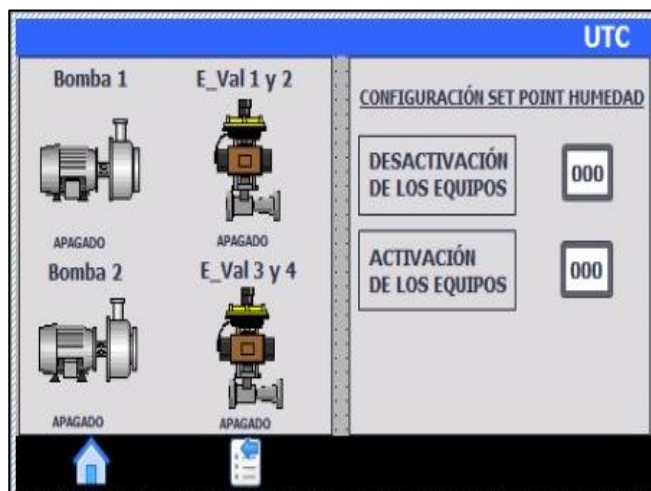 UTC
Bomba 1
E_Val 1 y 2
APAGADO
APAGADO
Bomba 2
E_Val 3 y 4
APAGADO
APAGADO
CONFIGURACIÓN SET POINT HUMEDAD
DESACTIVACIÓN
DE LOS EQUIPOS
000
ACTIVACIÓN
DE LOS EQUIPOS
000